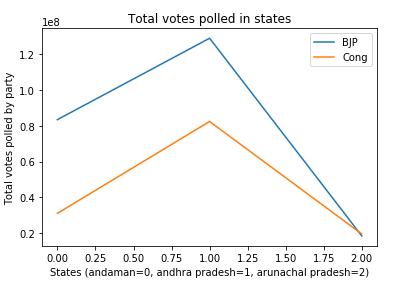 Total votes polled in states
1e8
BJP
Cong
1.2
1.0
0.8
0.6
0.4
0.2
Total votes polled by party
0.00 0.25 0.50 0.75 1.00 1.25 1.50 1.75 2.00
States (andaman=0, andhra pradesh=1, arunachal pradesh=2)